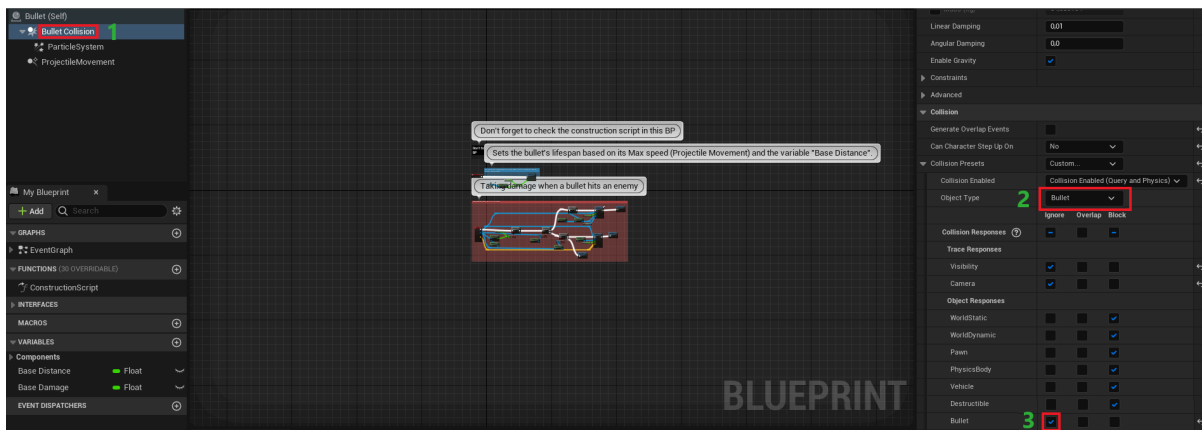 Bullet (Self)
Bullet Collision
1
ParticleSystem
ProjectileMovement
My Blueprint
Add
Search
GRAPHS
EventGraph
FUNCTIONS (30 OVERRIDABLE)
ConstructionScript
INTERFACES
MACROS
VARIABLES
Components
Base Distance
Float
Base Damage
Float
EVENT DISPATCHERS
Don't forget to check the construction script in this BP
Sets the bullet's lifespan based on its Max speed (Projectile Movement) and the variable "Base Distance".
Taking damage when a bullet hits an enemy
BLUEPRINT
Linear Damping
0,01
Angular Damping
0,0
Enable Gravity
Constraints
Advanced
Collision
Generate Overlap Events
Can Character Step Up On
No
Collision Presets
Custom...
Collision Enabled
Collision Enabled (Query and Physics)
Object Type
2
Bullet
Ignore Overlap Block
Collision Responses
Trace Responses
Visibility
Camera
Object Responses
WorldStatic
WorldDynamic
Pawn
PhysicsBody
Vehicle
Destructible
Bullet
3